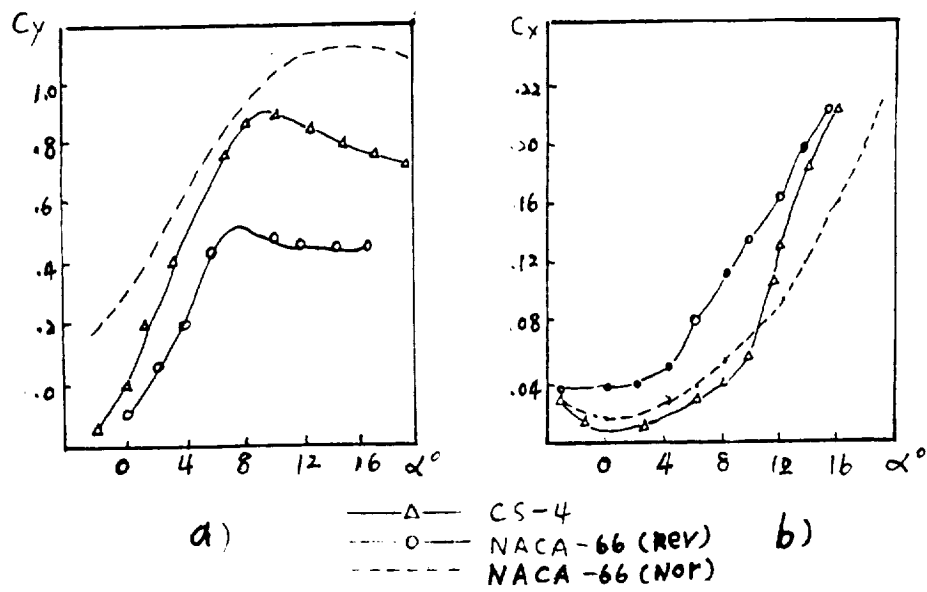 Cy
1.0
.8
.6
.4
.2
.0
0 4 8 12 16 α°
a)
Cx
.22
.20
.16
.12
.08
.04
0 4 8 12 16 α°
b)
CS-4
NACA-66 (Rev)
NACA-66 (Nor)